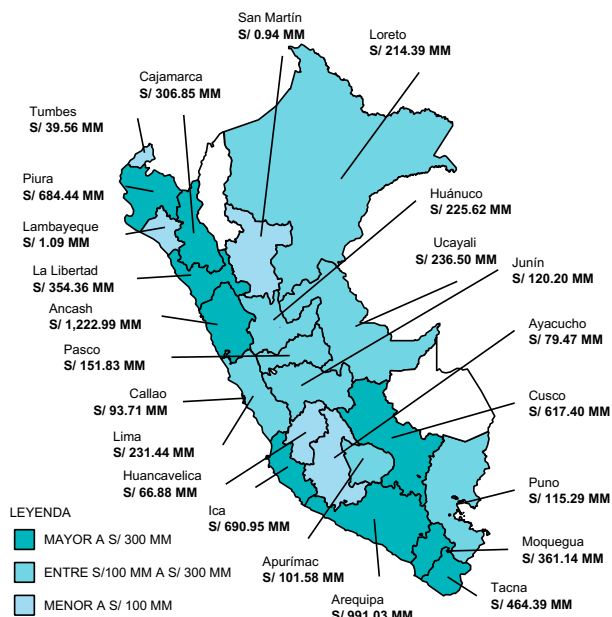 San Martín
S/ 0.94 MM
Loreto
S/ 214.39 MM
Cajamarca
S/ 306.85 MM
Tumbes
S/ 39.56 MM
Piura
S/ 684.44 MM
Huánuco
S/ 225.62 MM
Lambayeque
S/ 1.09 MM
Ucayali
S/ 236.50 MM
La Libertad
S/ 354.36 MM
Junín
S/ 120.20 MM
Ancash
S/ 1,222.99 MM
Ayacucho
S/ 79.47 MM
Pasco
S/ 151.83 MM
Callao
S/ 93.71 MM
Cusco
S/ 617.40 MM
Lima
S/ 231.44 MM
Huancavelica
S/ 66.88 MM
Puno
S/ 115.29 MM
Ica
S/ 690.95 MM
LEYENDA
MAYOR A S/ 300 MM
ENTRE S/100 MM A S/ 300 MM
MENOR A S/ 100 MM
Moquegua
S/ 361.14 MM
Apurímac
S/ 101.58 MM
Tacna
S/ 464.39 MM
Arequipa
S/ 991.03 MM